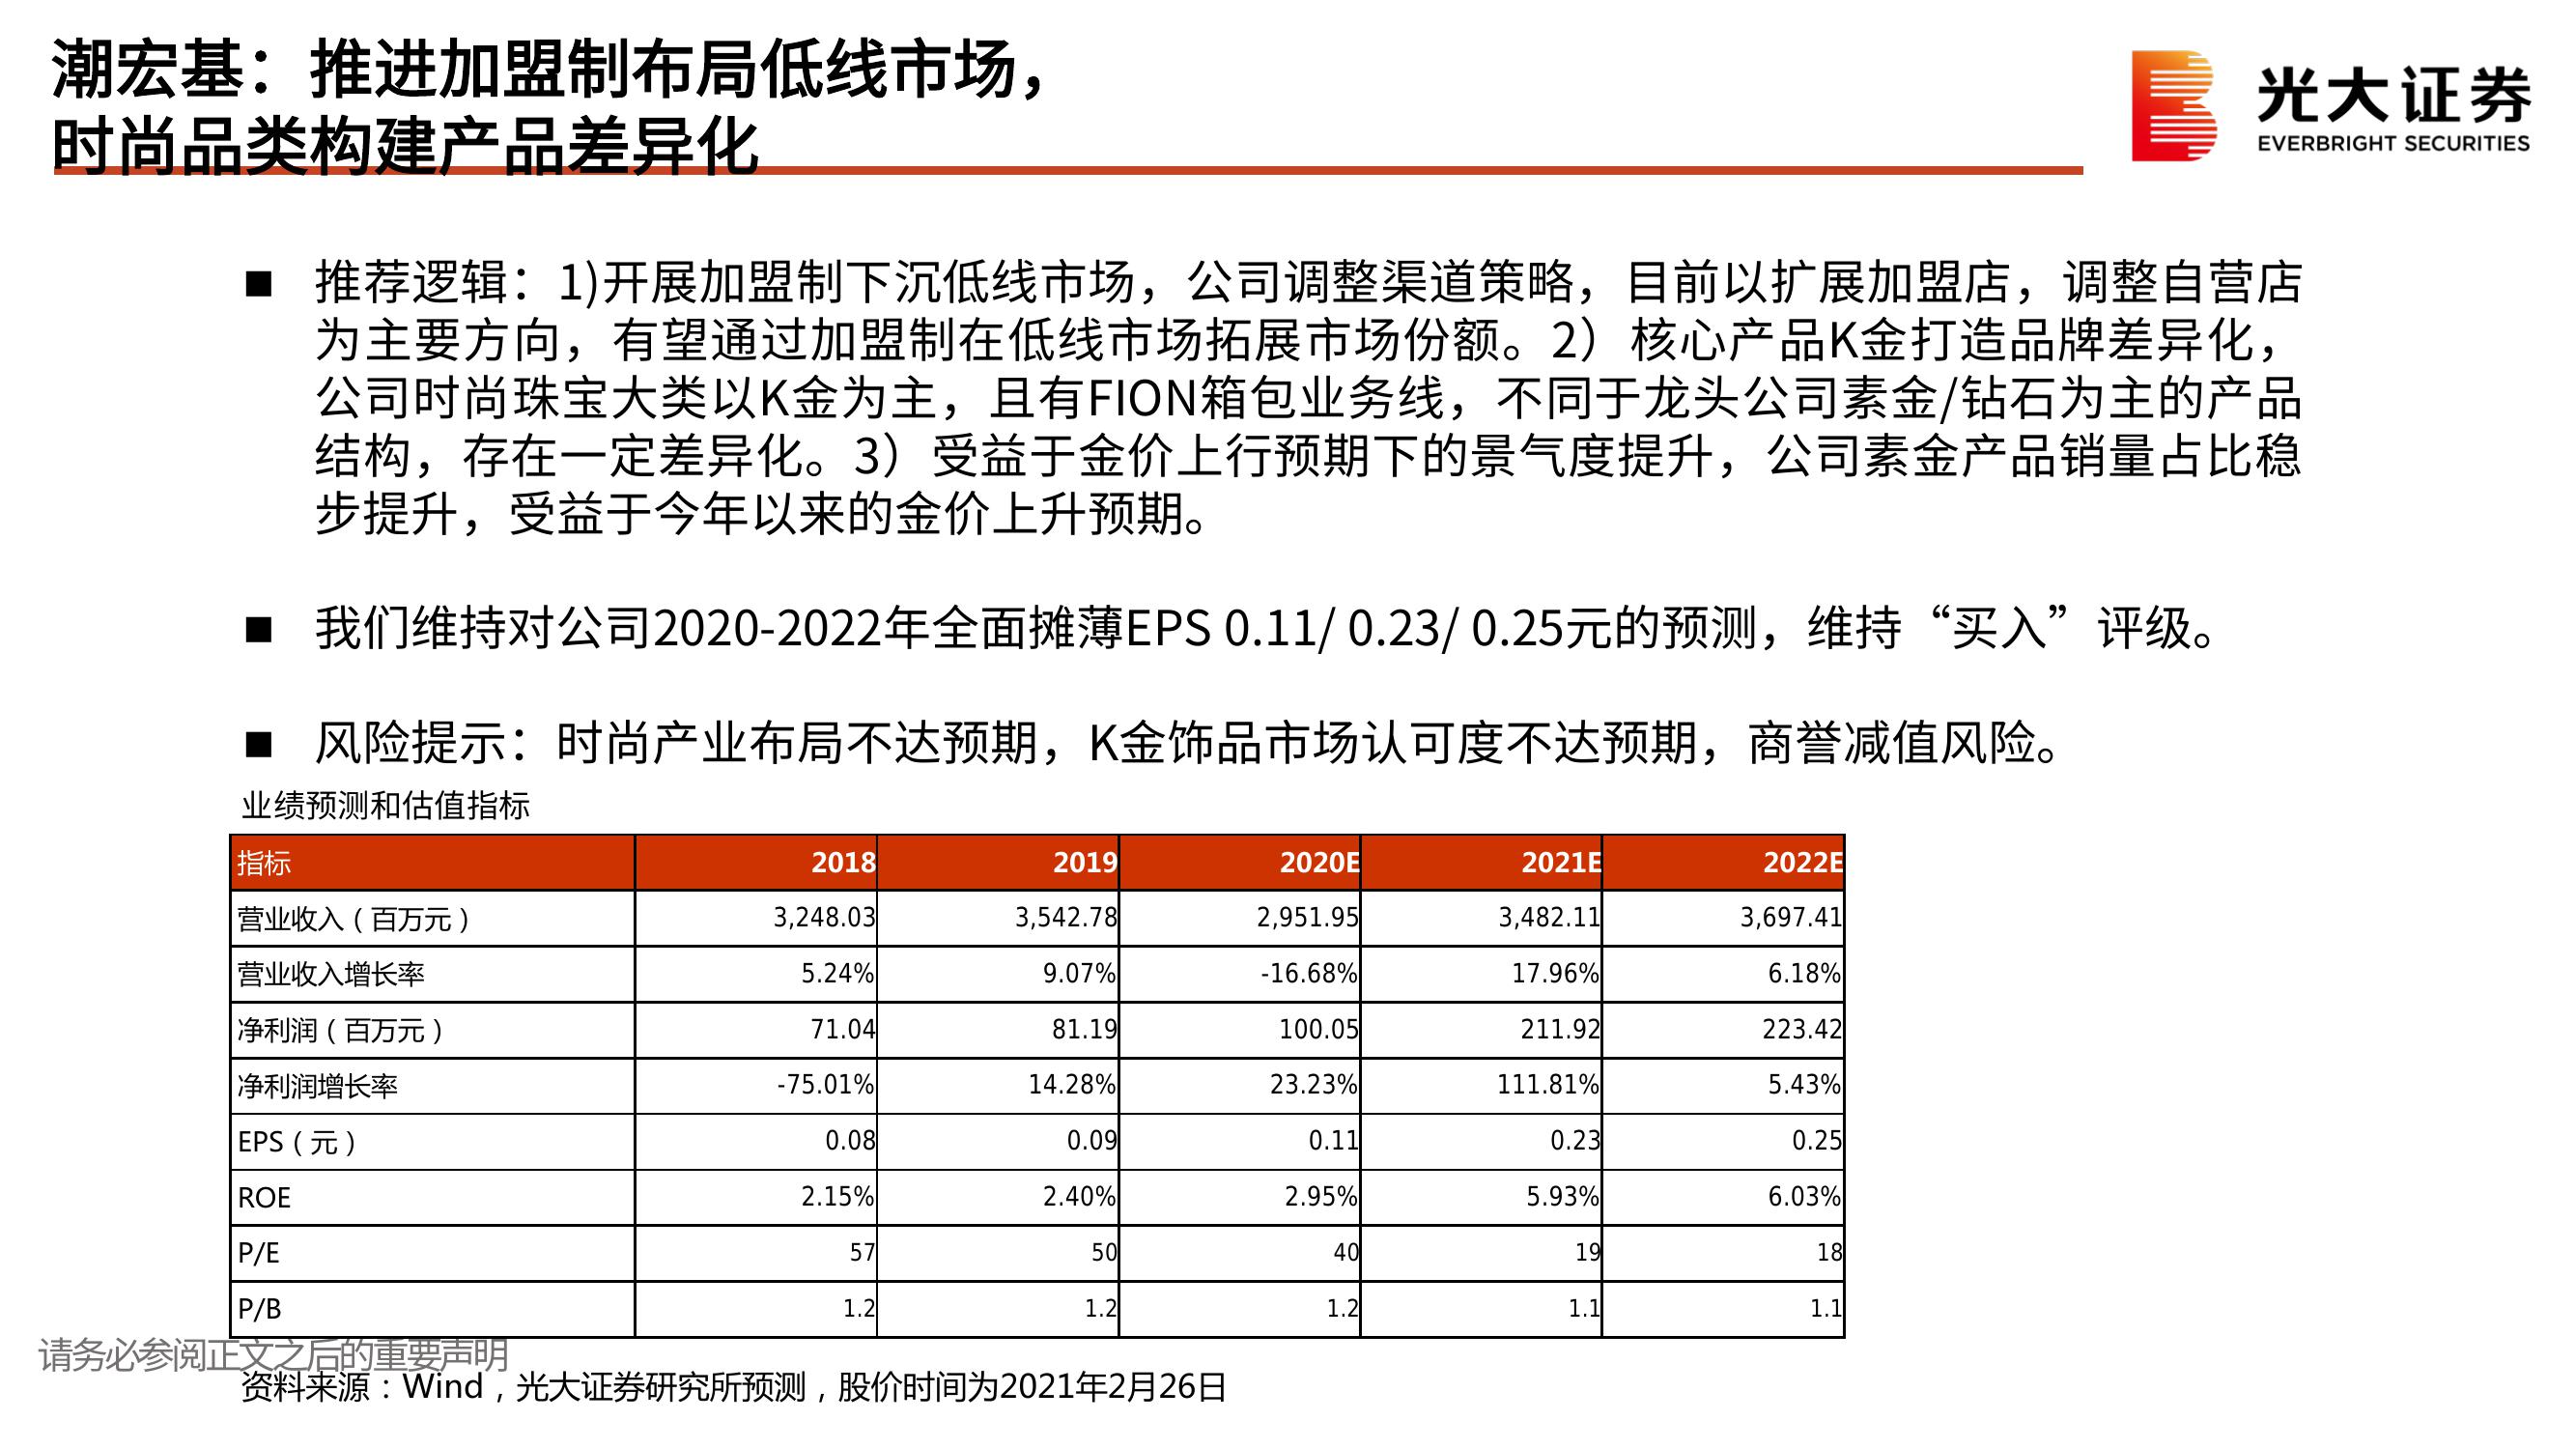 潮宏基：推进加盟制布局低线市场，
时尚品类构建产品差异化
光大证券
EVERBRIGHT SECURITIES
■ 推荐逻辑：1)开展加盟制下沉低线市场，公司调整渠道策略，目前以扩展加盟店，调整自营店
为主要方向，有望通过加盟制在低线市场拓展市场份额。2）核心产品K金打造品牌差异化，
公司时尚珠宝大类以K金为主，且有FION箱包业务线，不同于龙头公司素金/钻石为主的产品
结构，存在一定差异化。3）受益于金价上行预期下的景气度提升，公司素金产品销量占比稳
步提升，受益于今年以来的金价上升预期。
■ 我们维持对公司2020-2022年全面摊薄EPS 0.11/ 0.23/ 0.25元的预测，维持“买入”评级。
■ 风险提示：时尚产业布局不达预期，K金饰品市场认可度不达预期，商誉减值风险。
业绩预测和估值指标
指标 2018 2019 2020E 2021E 2022E
营业收入（百万元） 3,248.03 3,542.78 2,951.95 3,482.11 3,697.41
营业收入增长率 5.24% 9.07% -16.68% 17.96% 6.18%
净利润（百万元） 71.04 81.19 100.05 211.92 223.42
净利润增长率 -75.01% 14.28% 23.23% 111.81% 5.43%
EPS（元） 0.08 0.09 0.11 0.23 0.25
ROE 2.15% 2.40% 2.95% 5.93% 6.03%
P/E 57 50 40 19 18
P/B 1.2 1.2 1.2 1.1 1.1
请务必参阅正文之后的重要声明
资料来源：Wind，光大证券研究所预测，股价时间为2021年2月26日